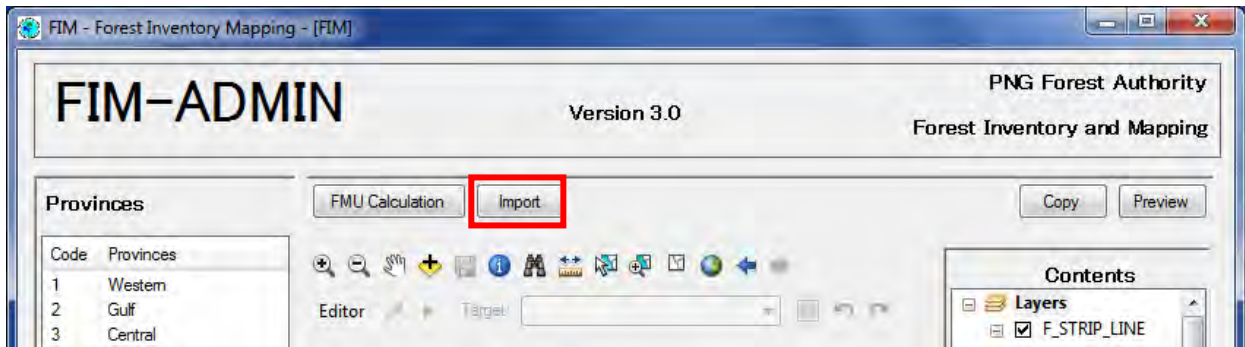 FIM - Forest Inventory Mapping - [FIM]
FIM-ADMIN
Version 3.0
PNG Forest Authority
Forest Inventory and Mapping
Provinces
FMU Calculation
Import
Copy
Preview
Code Provinces
1 Western
2 Gulf
3 Central
Editor
Target:
Contents
Layers
F_STRIP_LINE